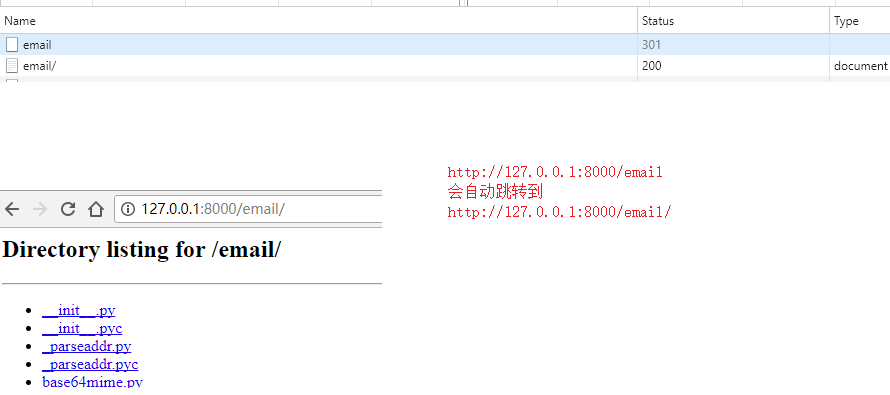 Name Status Type
email 301
email/ 200 document
http://127.0.0.1:8000/email
会自动跳转到
http://127.0.0.1:8000/email/
127.0.0.1:8000/email/
Directory listing for /email/
__init__.py
__init__.pyc
_parseaddr.py
_parseaddr.pyc
base64mime.py